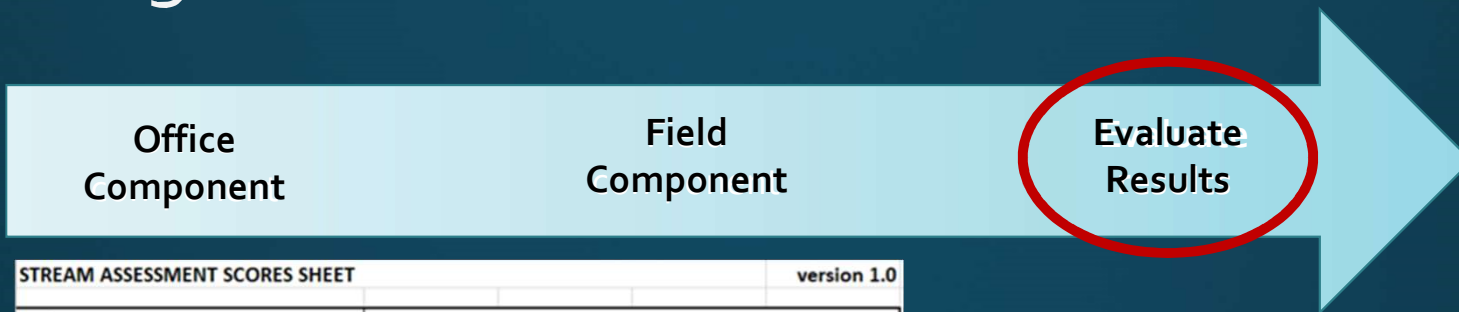 Office
Component
Field
Component
Evaluate
Results
STREAM ASSESSMENT SCORES SHEET version 1.0